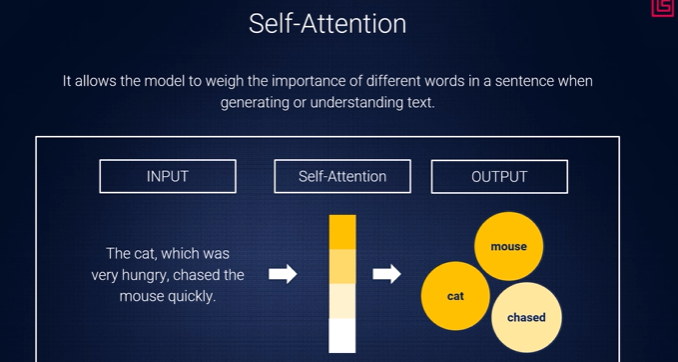 Self-Attention
It allows the model to weigh the importance of different words in a sentence when
generating or understanding text.
INPUT
Self-Attention
OUTPUT
The cat, which was
very hungry, chased the
mouse quickly.
mouse
cat
chased